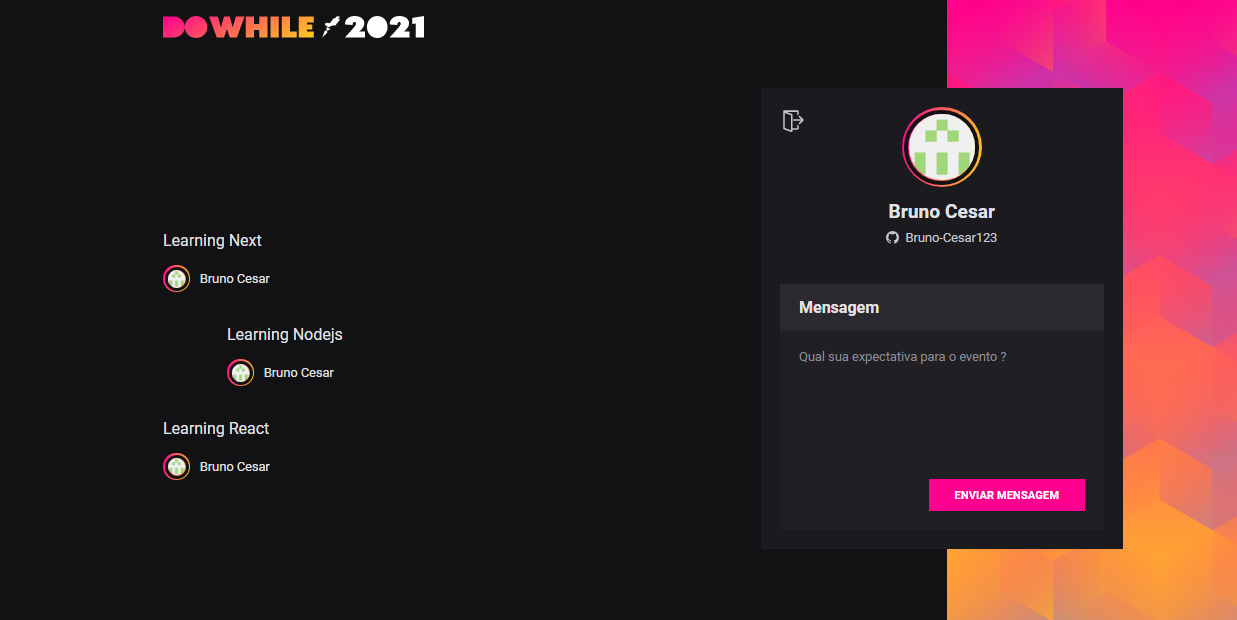 DOWHILE 2021
Learning Next
Bruno Cesar
Learning Nodejs
Bruno Cesar
Learning React
Bruno Cesar
Bruno Cesar
Bruno-Cesar123
Mensagem
Qual sua expectativa para o evento ?
ENVIAR MENSAGEM